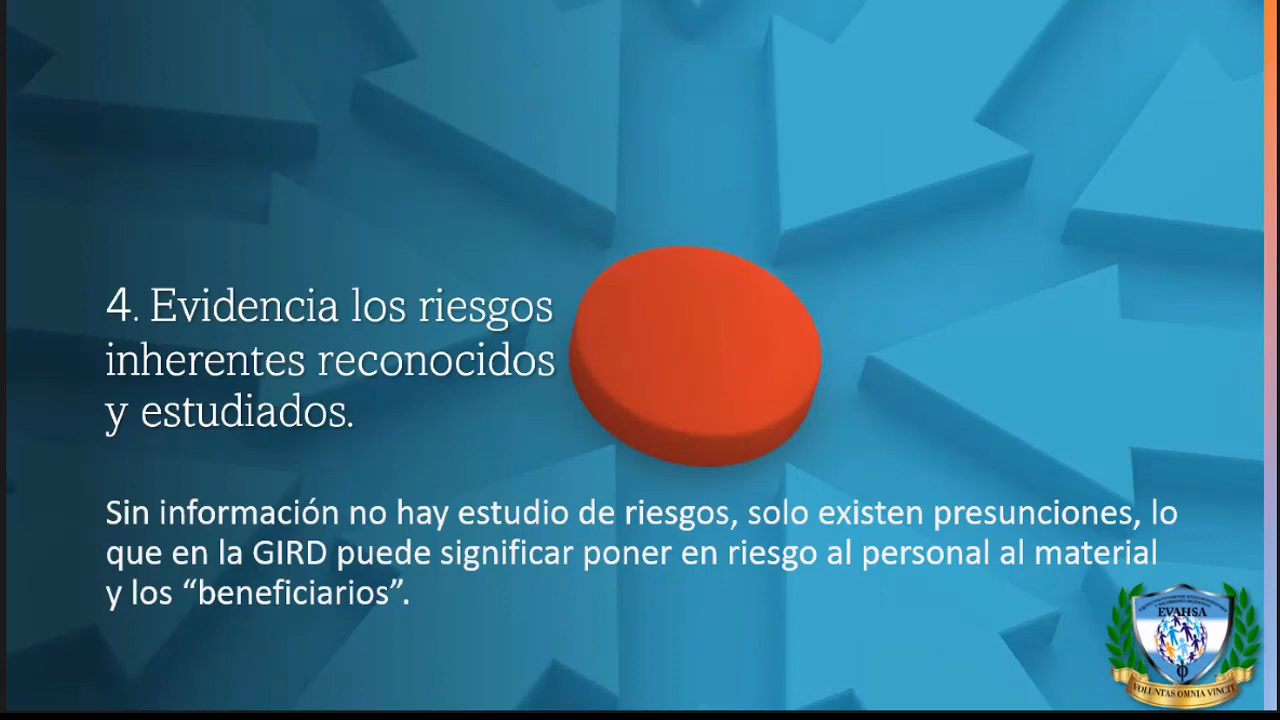 4. Evidencia los riesgos
inherentes reconocidos
y estudiados.
Sin información no hay estudio de riesgos, solo existen presunciones, lo
que en la GIRD puede significar poner en riesgo al personal al material
y los “beneficiarios”.
EVAHSA
VOLUNTAS OMNIA VINCIT